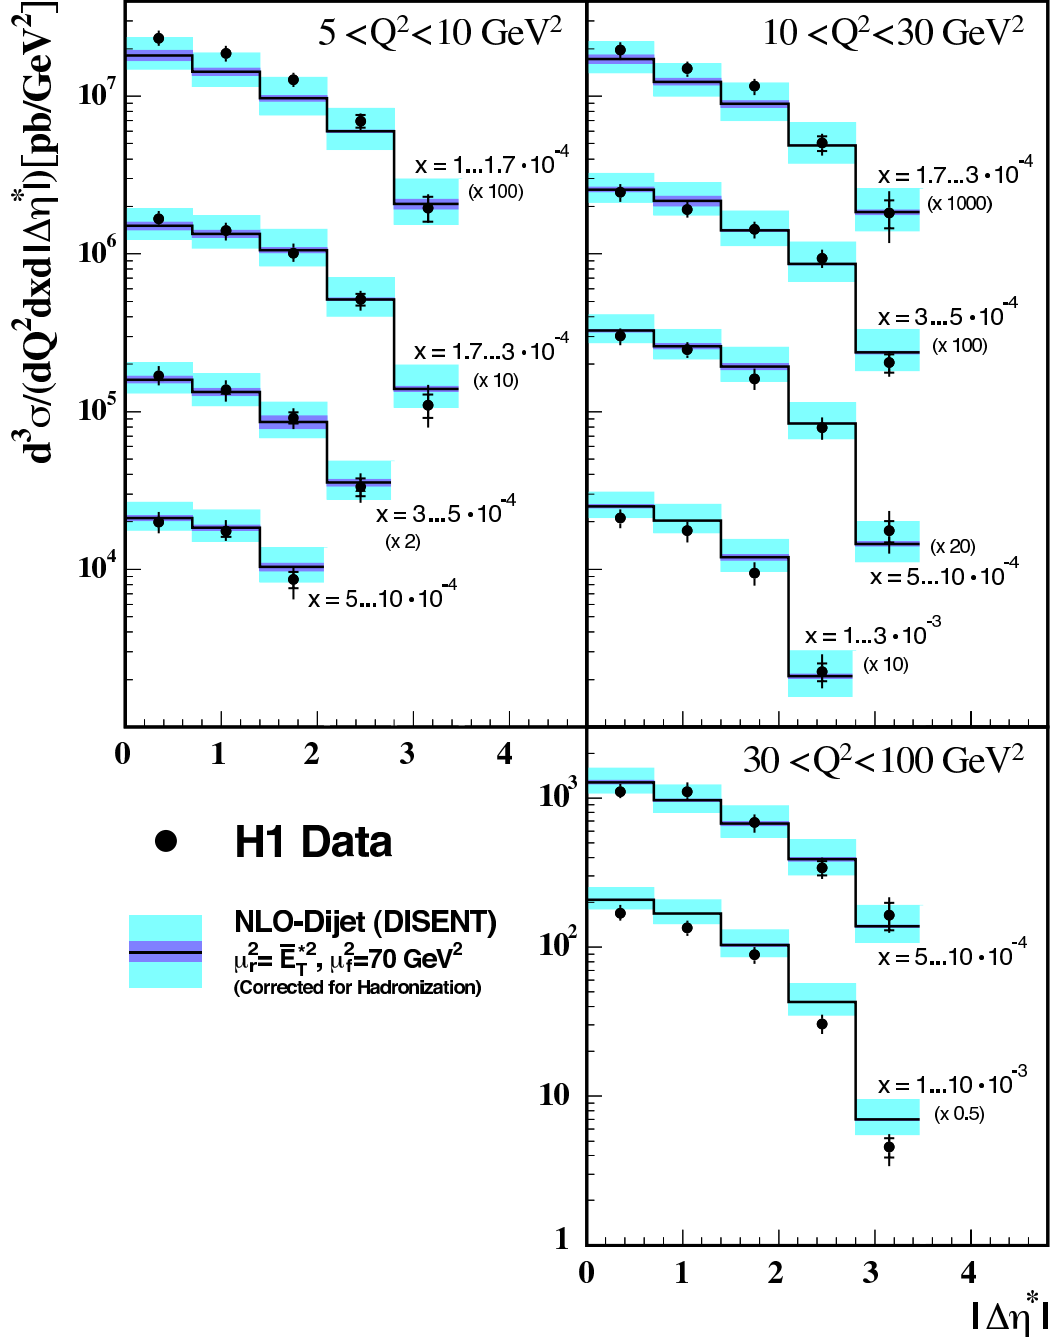 d³σ/(dQ²dxd|Δη*|)[pb/GeV²]
5 <Q²<10 GeV²
10⁷
10⁶
10⁵
10⁴
x = 1...1.7 · 10⁻⁴
(x 100)
x = 1.7...3 · 10⁻⁴
(x 10)
x = 3...5 · 10⁻⁴
(x 2)
x = 5...10 · 10⁻⁴
0 1 2 3 4
10 <Q²<30 GeV²
x = 1.7...3 · 10⁻⁴
(x 1000)
x = 3...5 · 10⁻⁴
(x 100)
(x 20)
x = 5...10 · 10⁻⁴
x = 1...3 · 10⁻³
(x 10)
30 <Q²<100 GeV²
10³
10²
10
1
x = 5...10 · 10⁻⁴
x = 1...10 · 10⁻³
(x 0.5)
0 1 2 3 4
|Δη*|
H1 Data
NLO-Dijet (DISENT)
μᵣ²= E̅_T*², μ_f²=70 GeV²
(Corrected for Hadronization)